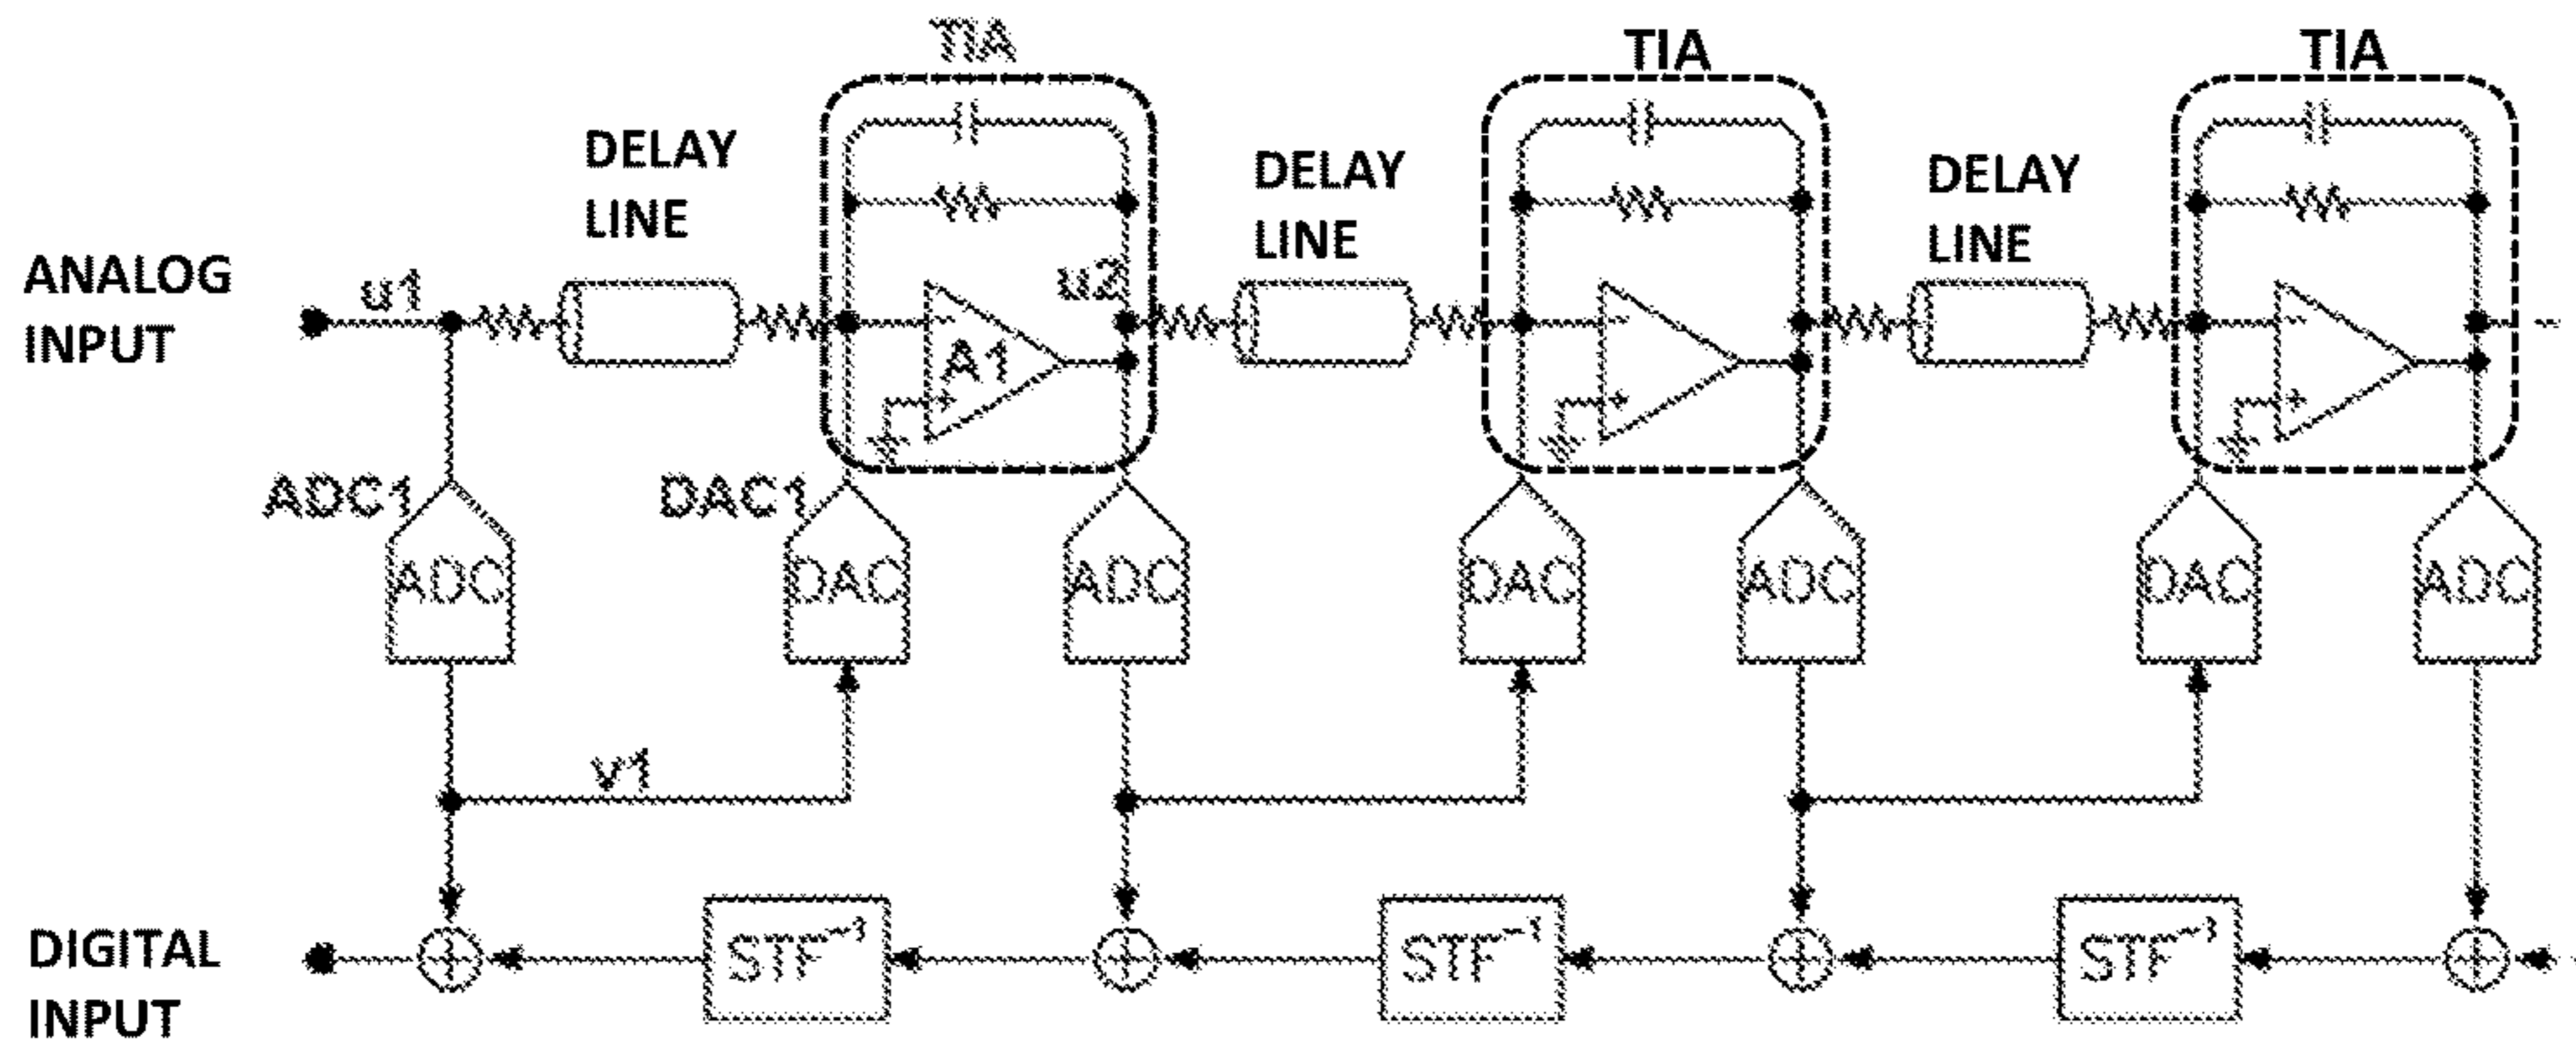 TIA
TIA
TIA
DELAY
LINE
DELAY
LINE
DELAY
LINE
ANALOG
INPUT
u1
u2
A1
ADC1
DAC1
ADC
DAC
ADC
DAC
ADC
DAC
ADC
v1
DIGITAL
INPUT
STF⁻¹
STF⁻¹
STF⁻¹